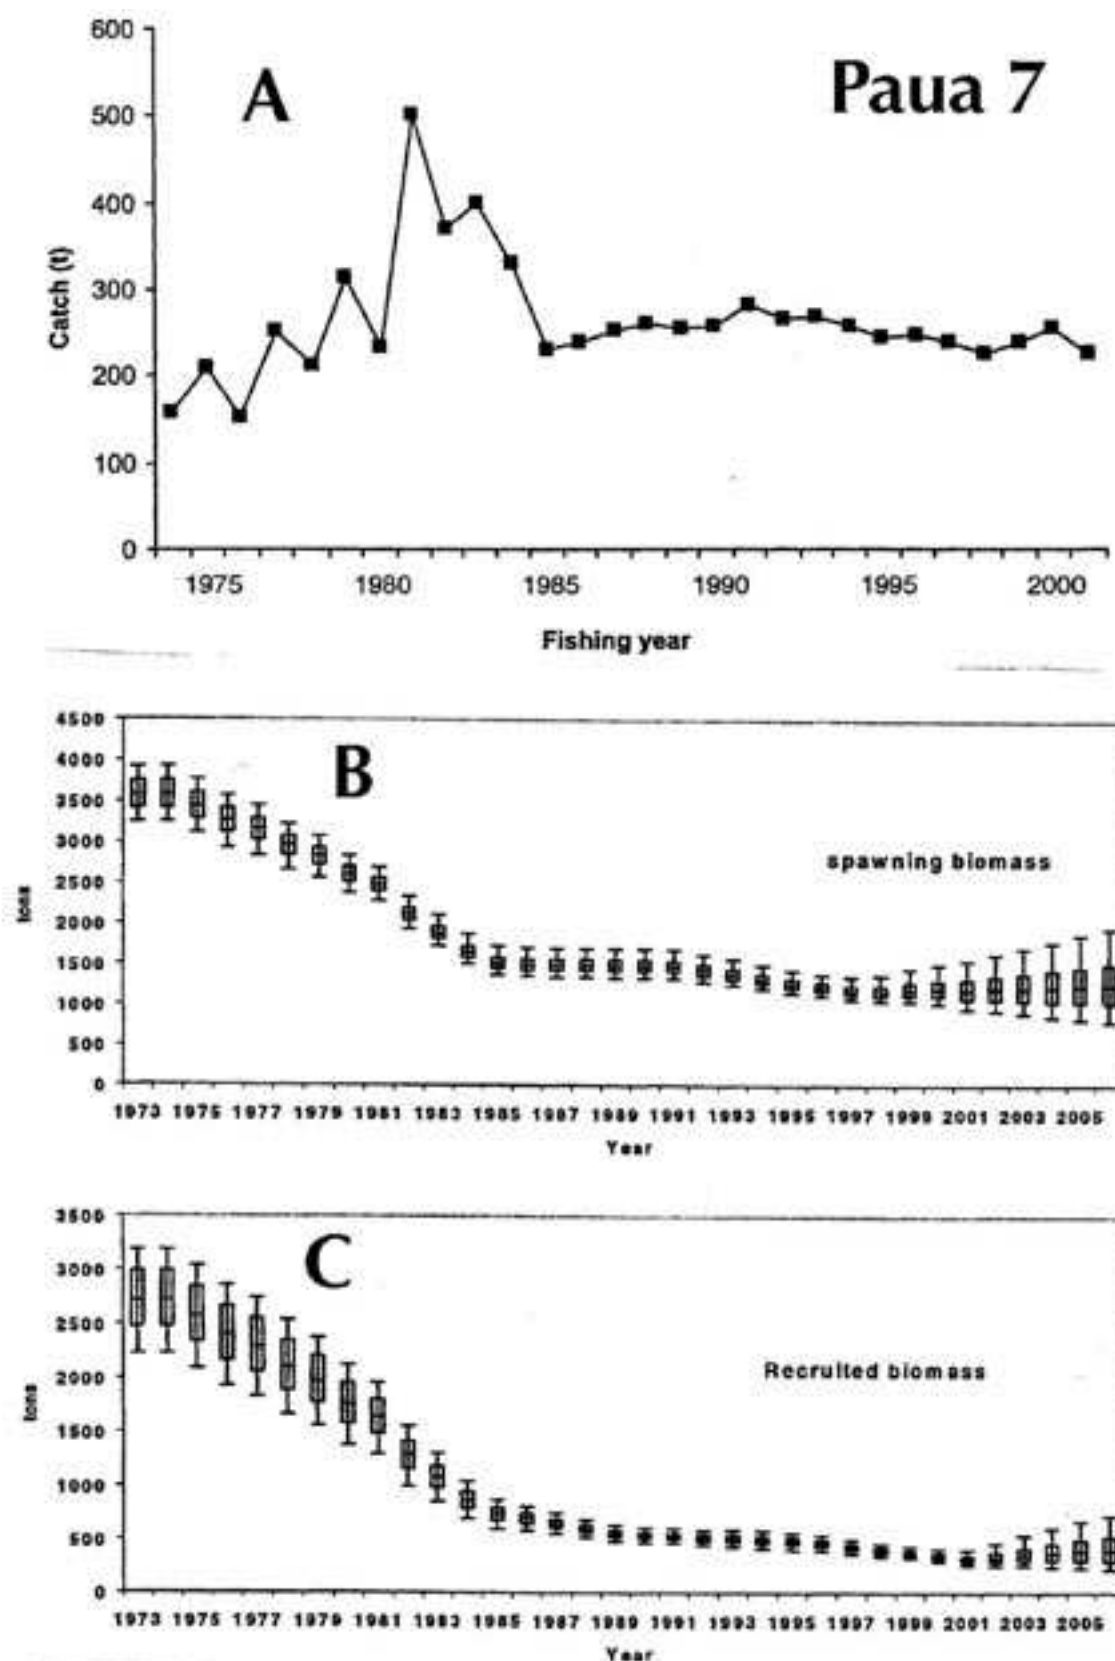 A
Paua 7
600
500
400
300
200
100
0
Catch (t)
1975 1980 1985 1990 1995 2000
Fishing year
B
4500
4000
3500
3000
2500
2000
1500
1000
500
0
tons
spawning biomass
1973 1975 1977 1979 1981 1983 1985 1987 1989 1991 1993 1995 1997 1999 2001 2003 2005
Year
C
3500
3000
2500
2000
1500
1000
500
0
tons
Recruited biomass
1973 1975 1977 1979 1981 1983 1985 1987 1989 1991 1993 1995 1997 1999 2001 2003 2005
Year